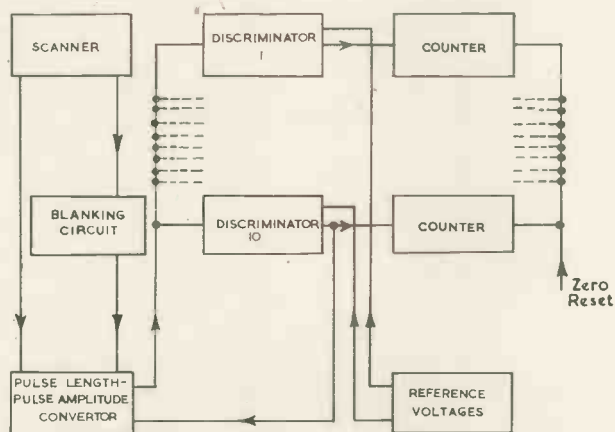 SCANNER
DISCRIMINATOR
1
COUNTER
BLANKING
CIRCUIT
DISCRIMINATOR
10
COUNTER
Zero
Reset
PULSE LENGTH-
PULSE AMPLITUDE
CONVERTOR
REFERENCE
VOLTAGES